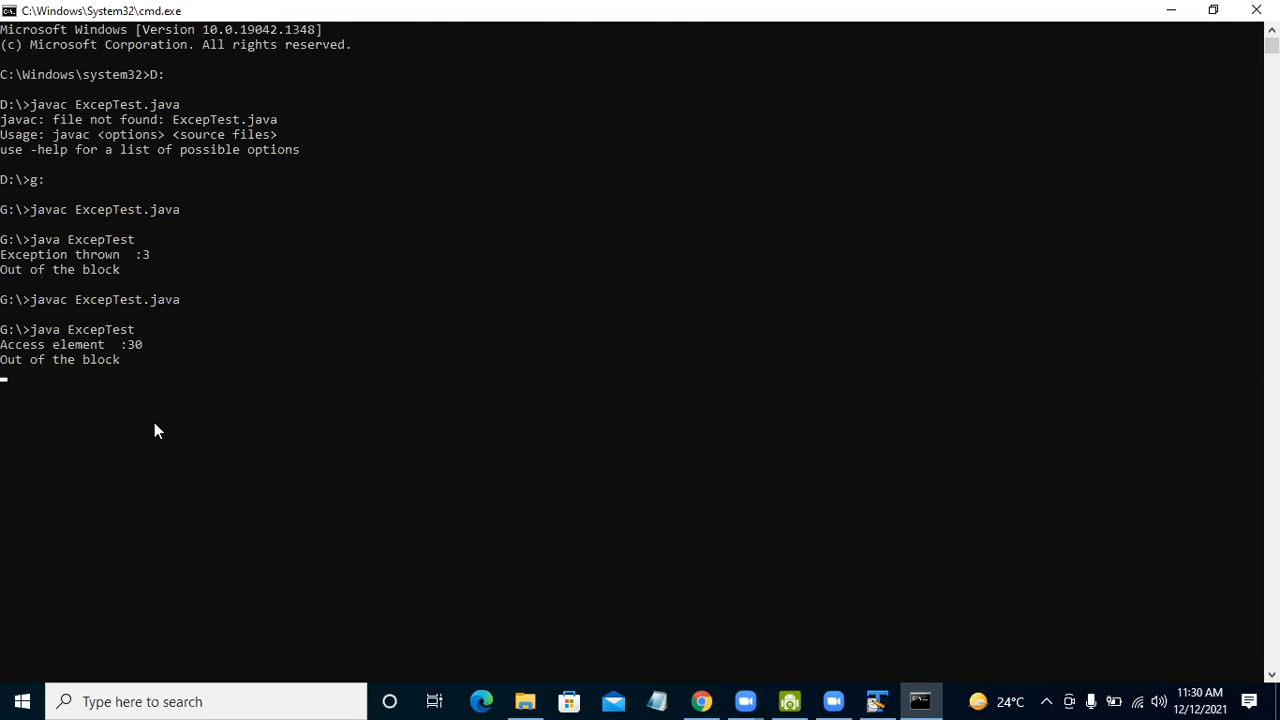 C:\Windows\System32\cmd.exe
Microsoft Windows [Version 10.0.19042.1348]
(c) Microsoft Corporation. All rights reserved.
C:\Windows\system32>D:
D:\>javac ExcepTest.java
javac: file not found: ExcepTest.java
Usage: javac <options> <source files>
use -help for a list of possible options
D:\>g:
G:\>javac ExcepTest.java
G:\>java ExcepTest
Exception thrown  :3
Out of the block
G:\>javac ExcepTest.java
G:\>java ExcepTest
Access element  :30
Out of the block
Type here to search
24°C
11:30 AM
12/12/2021